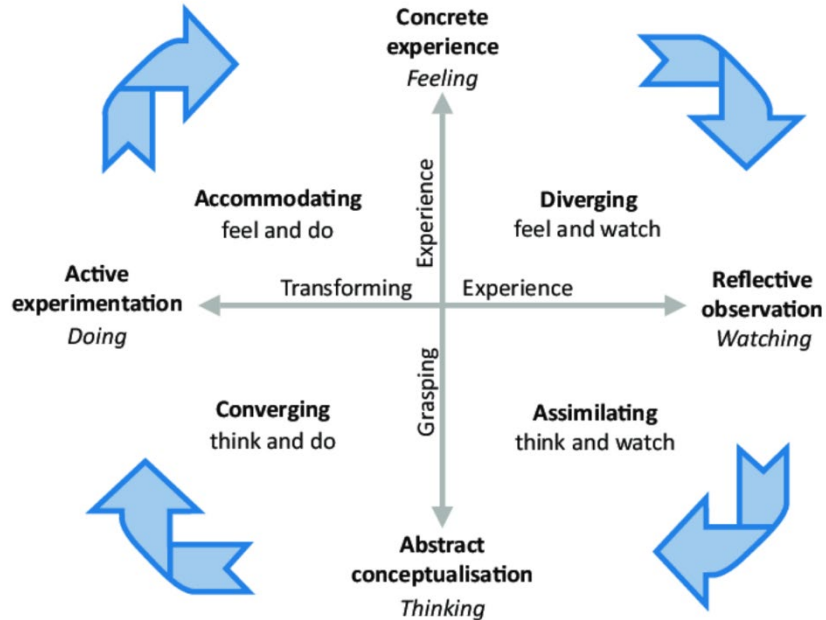 Concrete
experience
Feeling
Accommodating
feel and do
Experience
Diverging
feel and watch
Active
experimentation
Doing
Transforming
Experience
Reflective
observation
Watching
Converging
think and do
Grasping
Assimilating
think and watch
Abstract
conceptualisation
Thinking